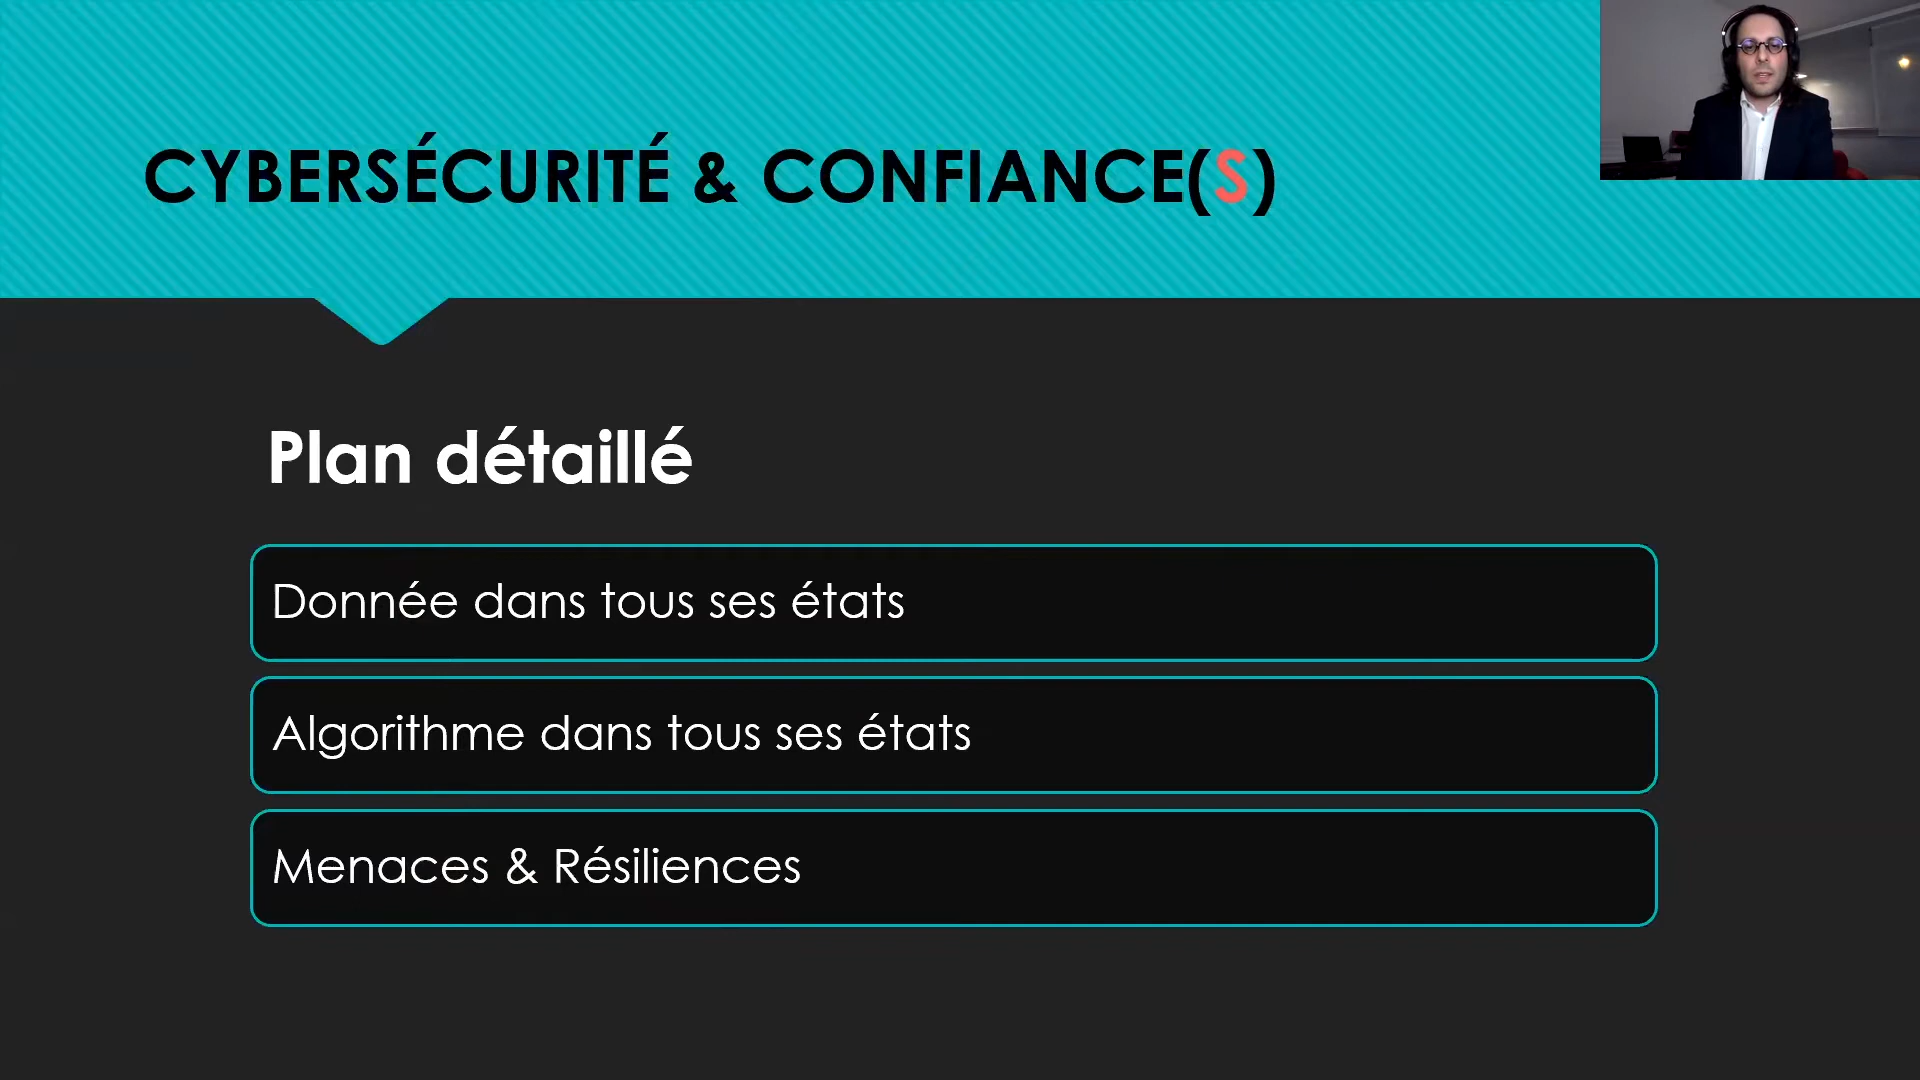 CYBERSÉCURITÉ & CONFIANCE(S)
Plan détaillé
Donnée dans tous ses états
Algorithme dans tous ses états
Menaces & Résiliences